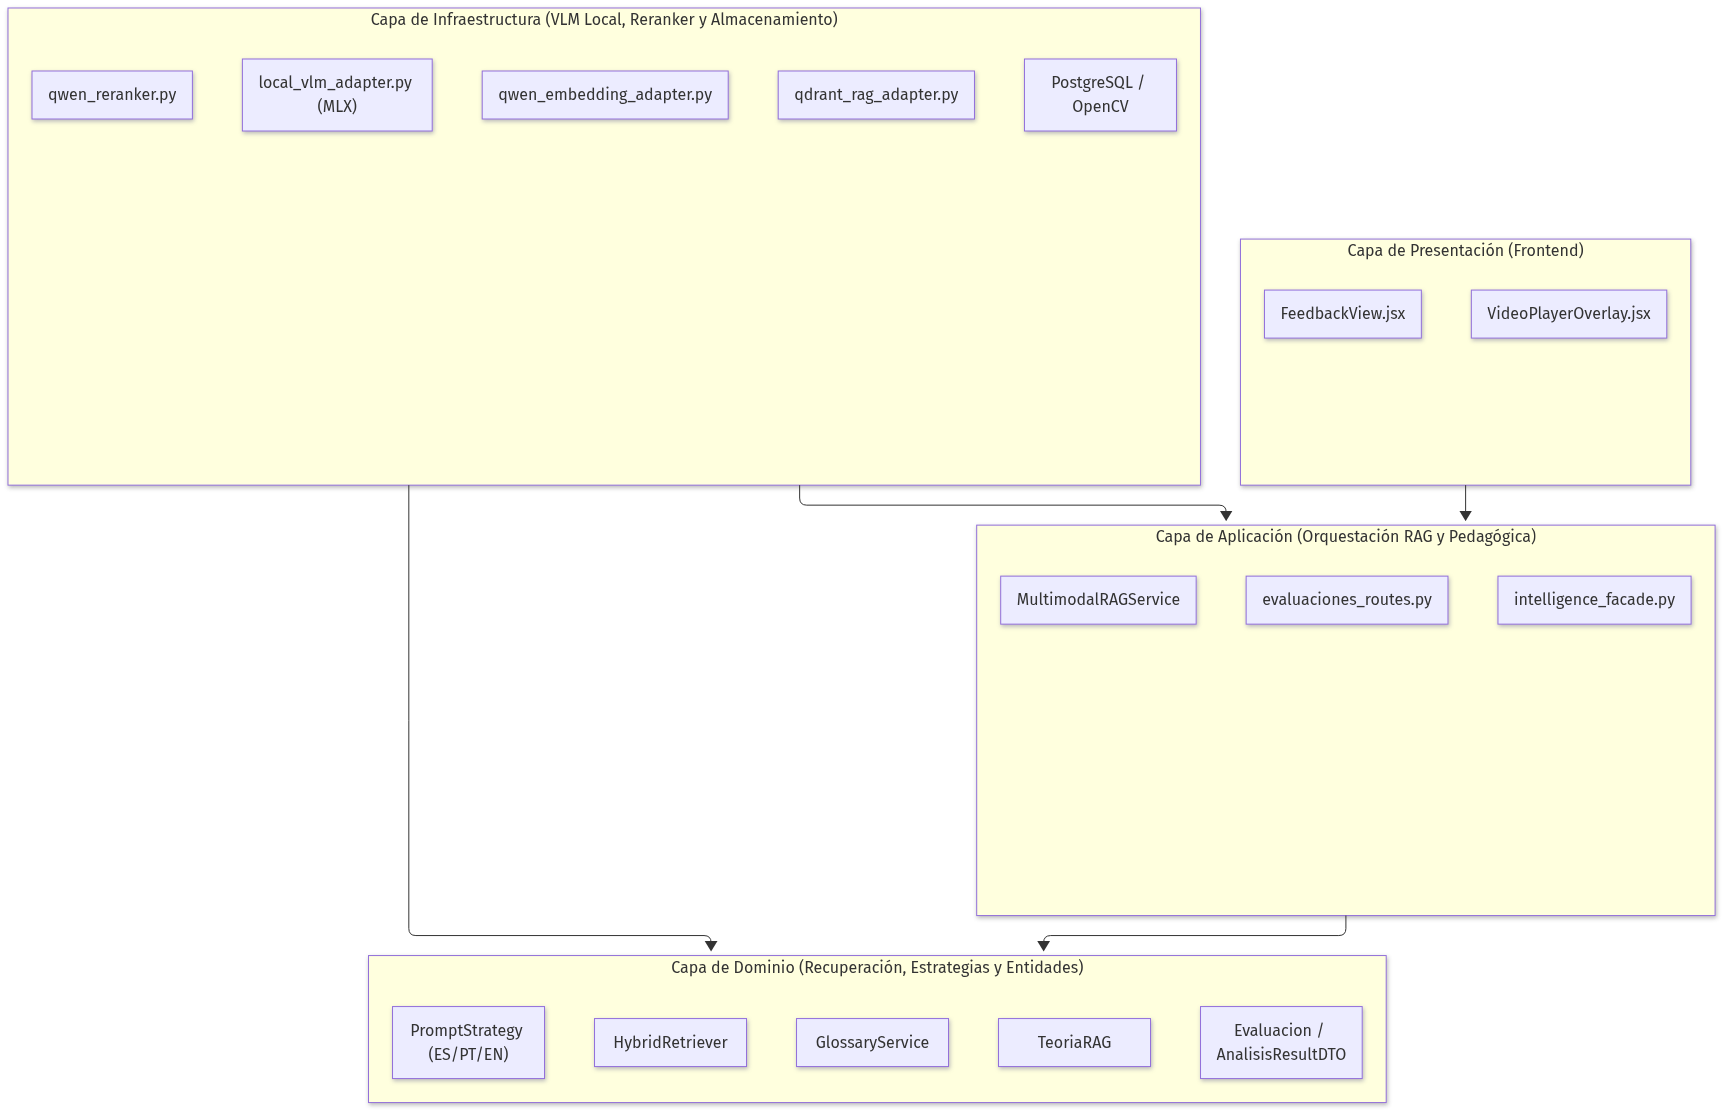 Capa de Infraestructura (VLM Local, Reranker y Almacenamiento)
qwen_reranker.py
local_vlm_adapter.py
(MLX)
qwen_embedding_adapter.py
qdrant_rag_adapter.py
PostgreSQL /
OpenCV
Capa de Presentación (Frontend)
FeedbackView.jsx
VideoPlayerOverlay.jsx
Capa de Aplicación (Orquestación RAG y Pedagógica)
MultimodalRAGService
evaluaciones_routes.py
intelligence_facade.py
Capa de Dominio (Recuperación, Estrategias y Entidades)
PromptStrategy
(ES/PT/EN)
HybridRetriever
GlossaryService
TeoriaRAG
Evaluacion /
AnalisisResultDTO